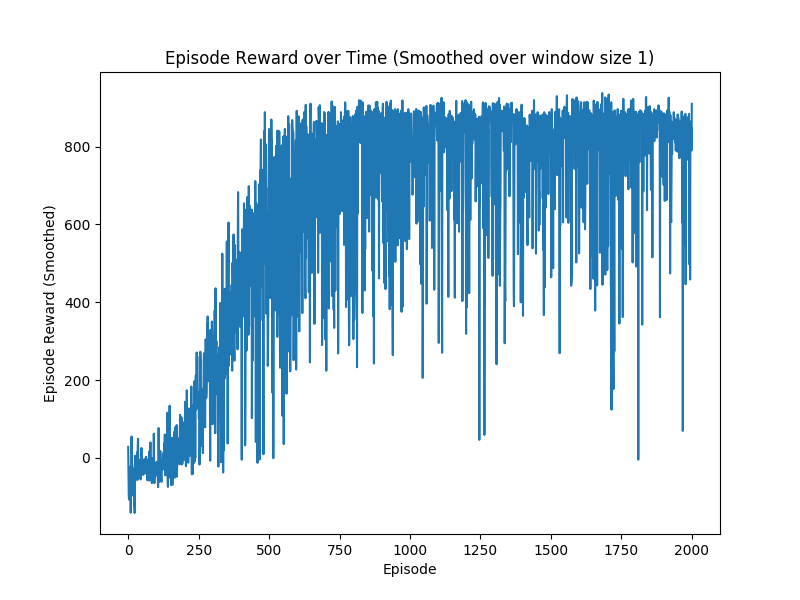 Episode Reward over Time (Smoothed over window size 1)
800
600
400
200
0
Episode Reward (Smoothed)
0 250 500 750 1000 1250 1500 1750 2000
Episode